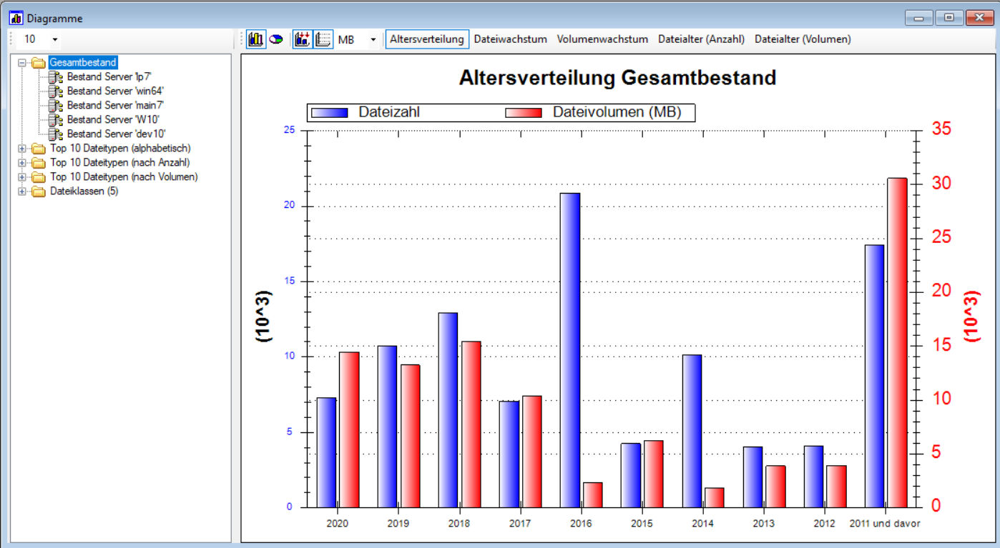 Diagramme
10
MB
Altersverteilung Dateiwachstum Volumenwachstum Dateialter (Anzahl) Dateialter (Volumen)
Gesamtbestand
Bestand Server 'lp7'
Bestand Server 'win64'
Bestand Server 'main7'
Bestand Server 'W10'
Bestand Server 'dev10'
Top 10 Dateitypen (alphabetisch)
Top 10 Dateitypen (nach Anzahl)
Top 10 Dateitypen (nach Volumen)
Dateiklassen (5)
Altersverteilung Gesamtbestand
Dateizahl Dateivolumen (MB)
25
20
15
10
5
0
(10^3)
35
30
25
20
15
10
5
0
(10^3)
2020 2019 2018 2017 2016 2015 2014 2013 2012 2011 und davor